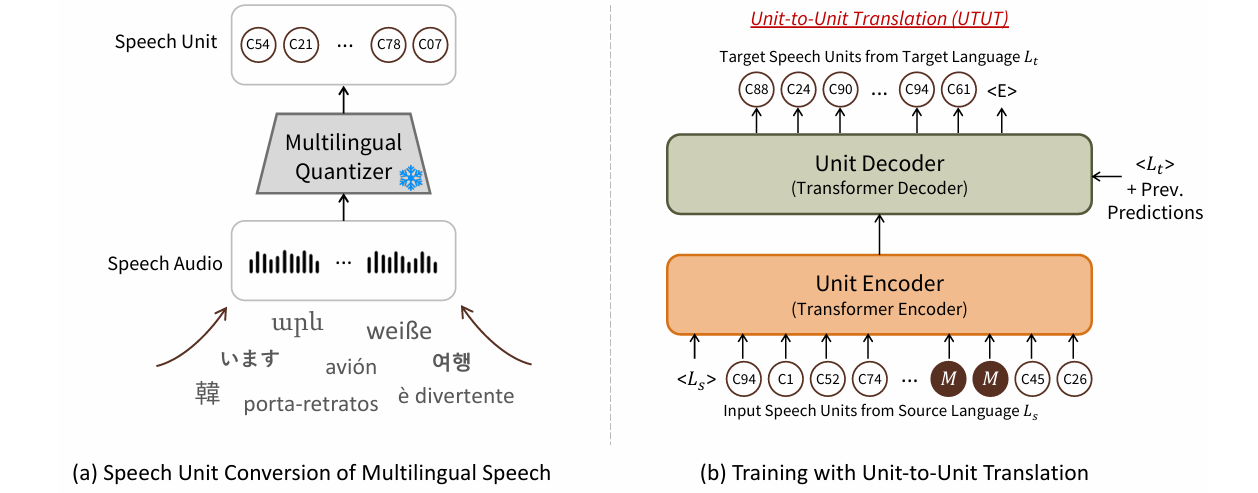 Speech Unit
C54 C21 ... C78 C07
Multilingual
Quantizer
Speech Audio
...
արև
weiße
います
avión
여행
韓
porta-retratos
è divertente
(a) Speech Unit Conversion of Multilingual Speech
Unit-to-Unit Translation (UTUT)
Target Speech Units from Target Language L_t
C88 C24 C90 ... C94 C61 <E>
Unit Decoder
(Transformer Decoder)
<L_t>
+ Prev.
Predictions
Unit Encoder
(Transformer Encoder)
<L_s> C94 C1 C52 C74 ... M M C45 C26
Input Speech Units from Source Language L_s
(b) Training with Unit-to-Unit Translation